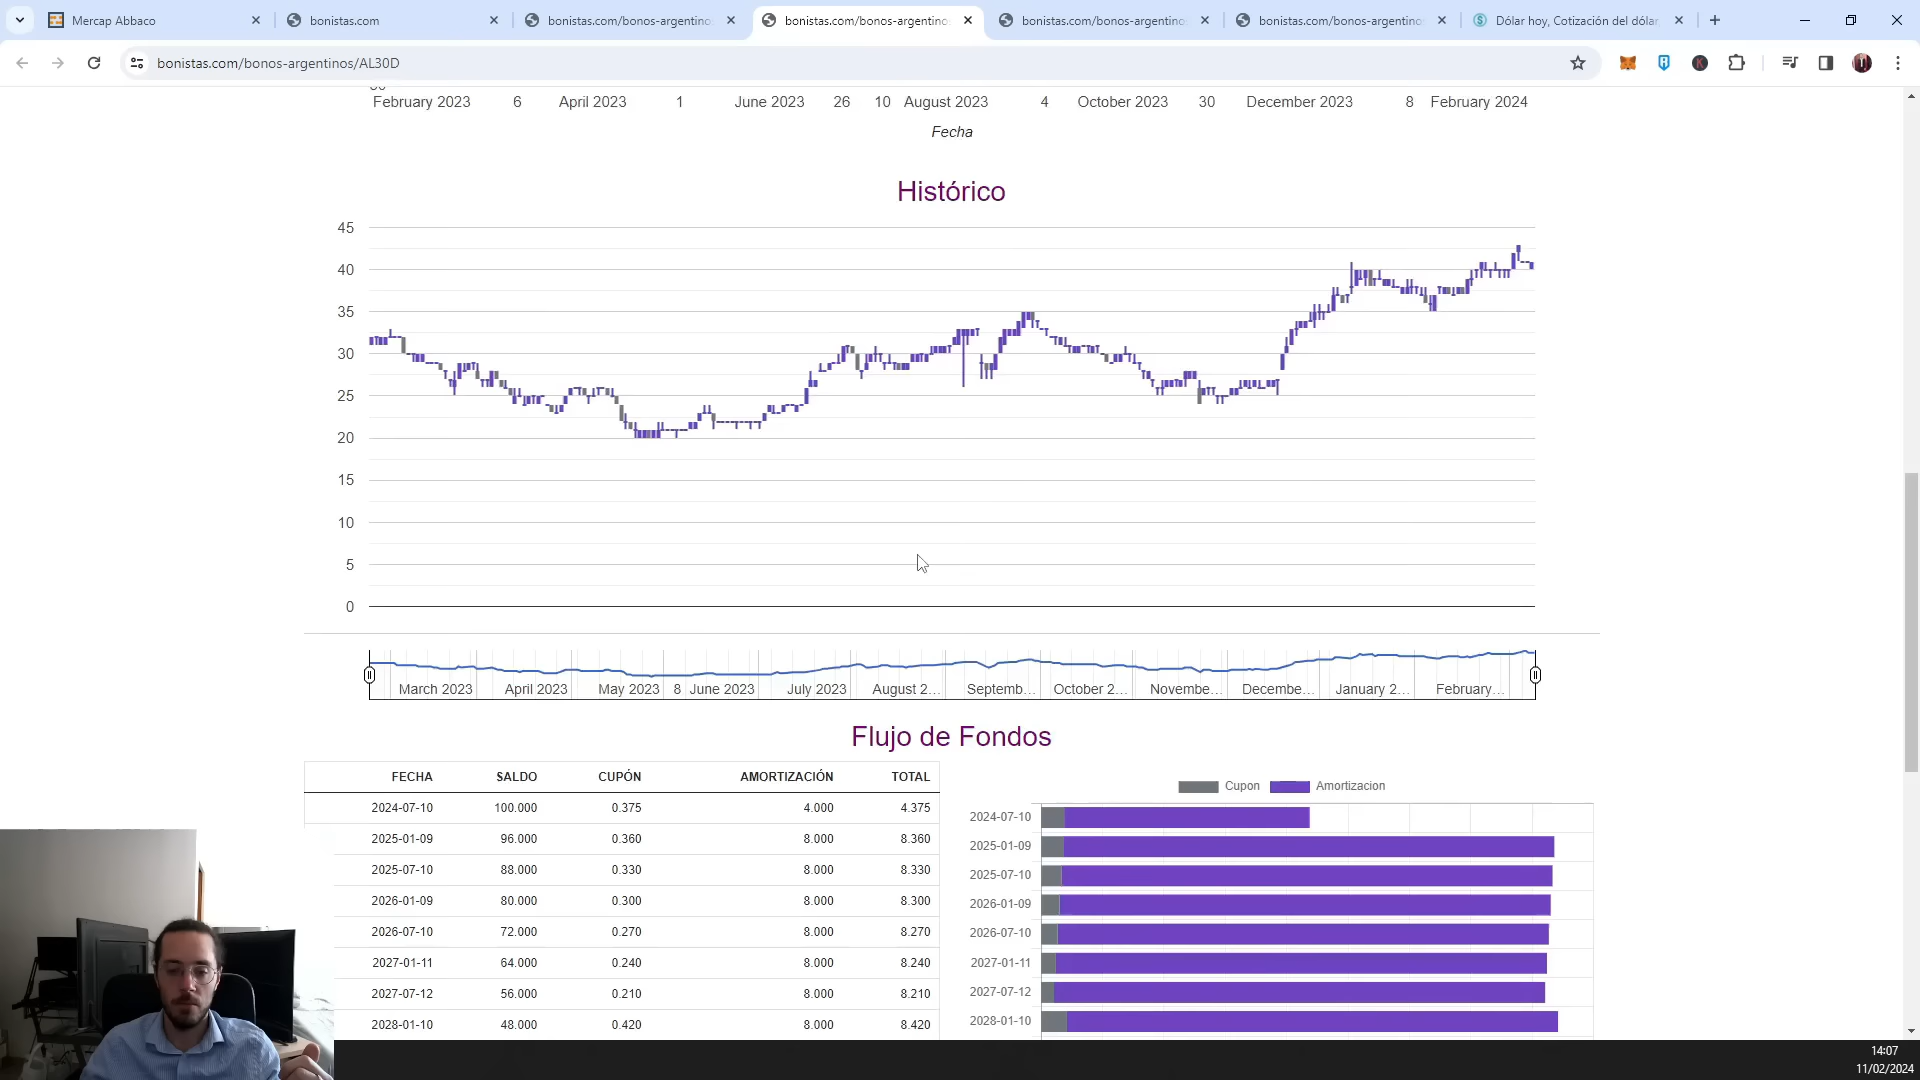 Mercap Abbaco
bonistas.com
bonistas.com/bonos-argentino
bonistas.com/bonos-argentino
bonistas.com/bonos-argentino
bonistas.com/bonos-argentino
Dólar hoy, Cotización del dólar
bonistas.com/bonos-argentinos/AL30D
February 2023 6 April 2023 1 June 2023 26 10 August 2023 4 October 2023 30 December 2023 8 February 2024
Fecha
Histórico
45
40
35
30
25
20
15
10
5
0
March 2023 April 2023 May 2023 8 June 2023 July 2023 August 2... Septemb... October 2... Novembe... Decembe... January 2... February...
Flujo de Fondos
FECHA SALDO CUPÓN AMORTIZACIÓN TOTAL
2024-07-10 100.000 0.375 4.000 4.375
2025-01-09 96.000 0.360 8.000 8.360
2025-07-10 88.000 0.330 8.000 8.330
2026-01-09 80.000 0.300 8.000 8.300
2026-07-10 72.000 0.270 8.000 8.270
2027-01-11 64.000 0.240 8.000 8.240
2027-07-12 56.000 0.210 8.000 8.210
2028-01-10 48.000 0.420 8.000 8.420
Cupon Amortizacion
2024-07-10
2025-01-09
2025-07-10
2026-01-09
2026-07-10
2027-01-11
2027-07-12
2028-01-10
14:07
11/02/2024